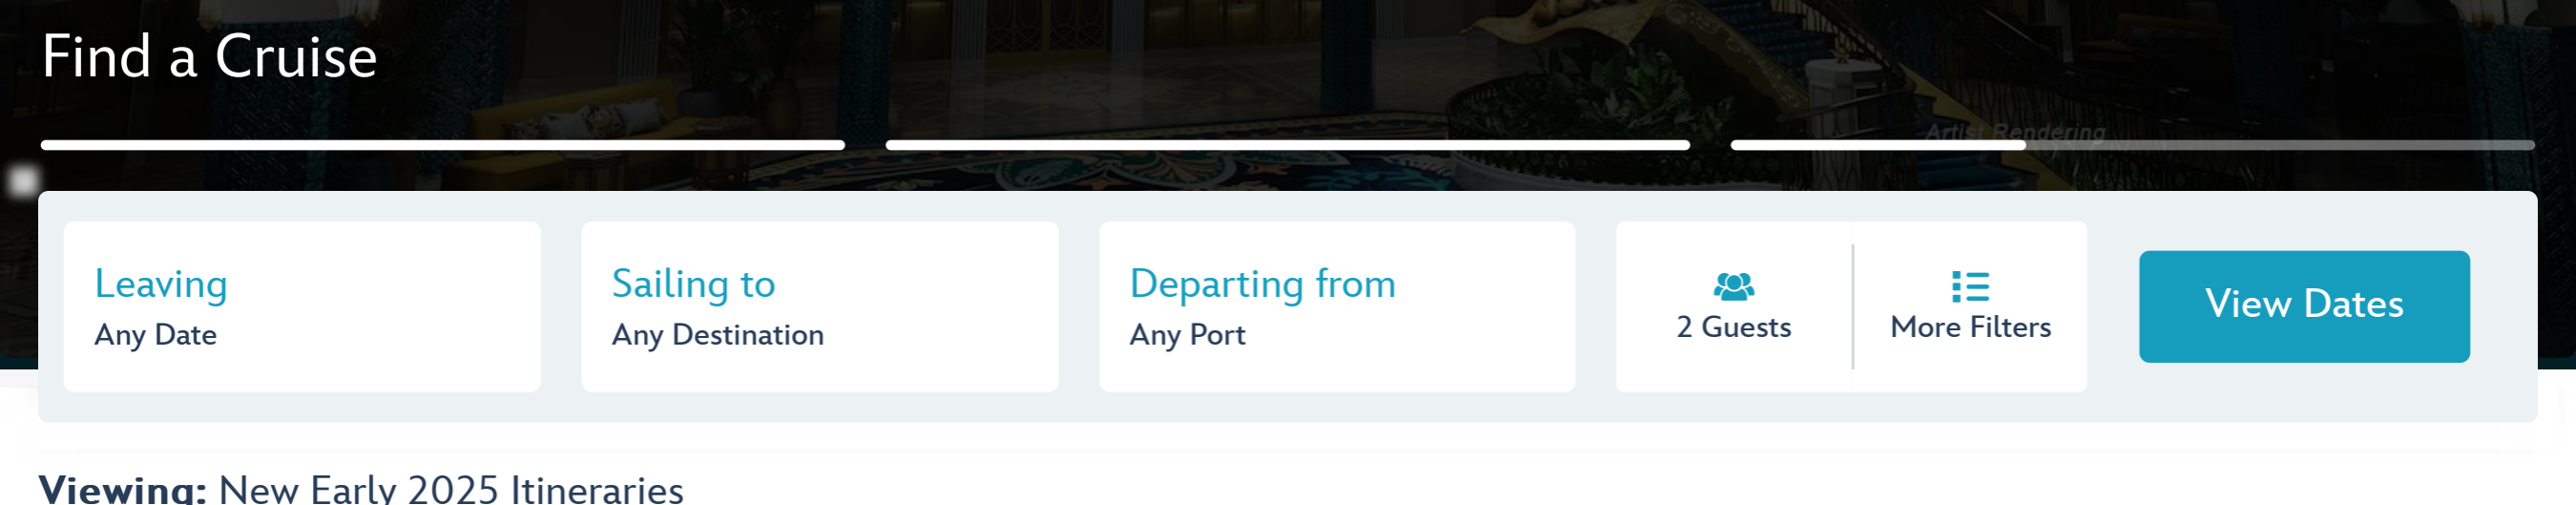 Find a Cruise
Artist Rendering
Leaving
Any Date
Sailing to
Any Destination
Departing from
Any Port
2 Guests
More Filters
View Dates
Viewing: New Early 2025 Itineraries